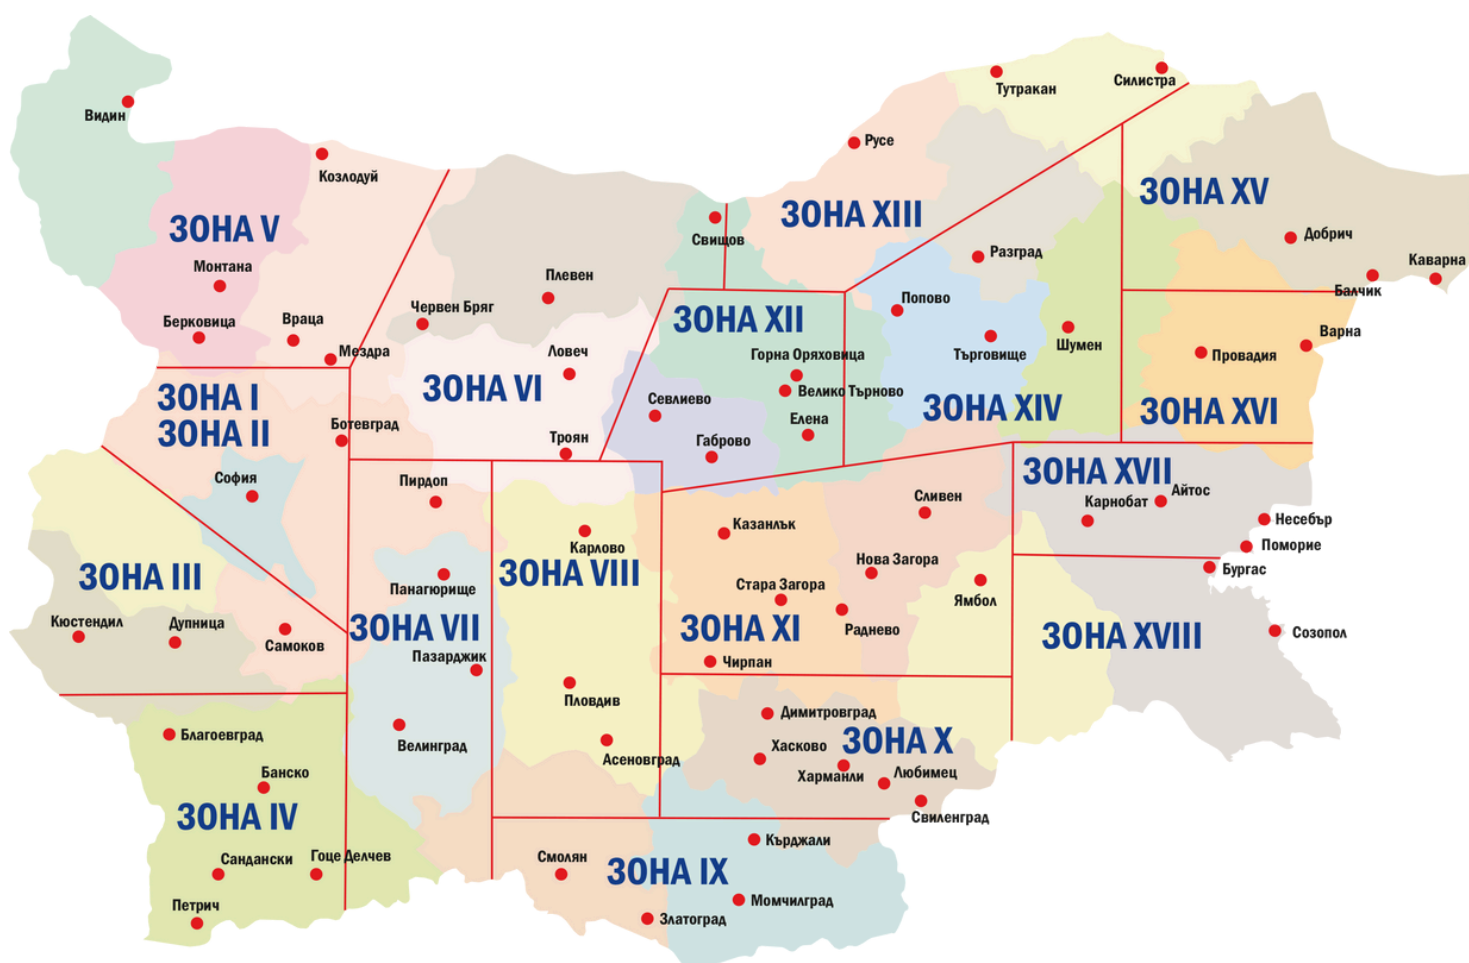 Тутракан
Силистра
Видин
Русе
Козлодуй
ЗОНА XV
ЗОНА V
ЗОНА XIII
Свищов
Добрич
Разград
Каварна
Монтана
Плевен
Балчик
Червен Бряг
Попово
Берковица
Враца
ЗОНА XII
Варна
Мездра
Ловеч
Горна Оряховица
Търговище
Шумен
Провадия
ЗОНА I
ЗОНА II
ЗОНА VI
Севлиево
Велико Търново
ЗОНА XIV
ЗОНА XVI
Ботевград
Троян
Габрово
Елена
София
Пирдоп
ЗОНА XVII
Сливен
Карнобат
Айтос
Казанлък
Несебър
Карлово
Поморие
ЗОНА III
Панагюрище
ЗОНА VIII
Нова Загора
Бургас
Стара Загора
Ямбол
Кюстендил
Дупница
Самоков
ЗОНА VII
ЗОНА XI
Раднево
ЗОНА XVIII
Созопол
Пазарджик
Чирпан
Пловдив
Димитровград
Благоевград
Велинград
Асеновград
Хасково
ЗОНА X
Банско
Харманли
Любимец
ЗОНА IV
Свиленград
Кърджали
Сандански
Гоце Делчев
Смолян
ЗОНА IX
Петрич
Момчилград
Златоград